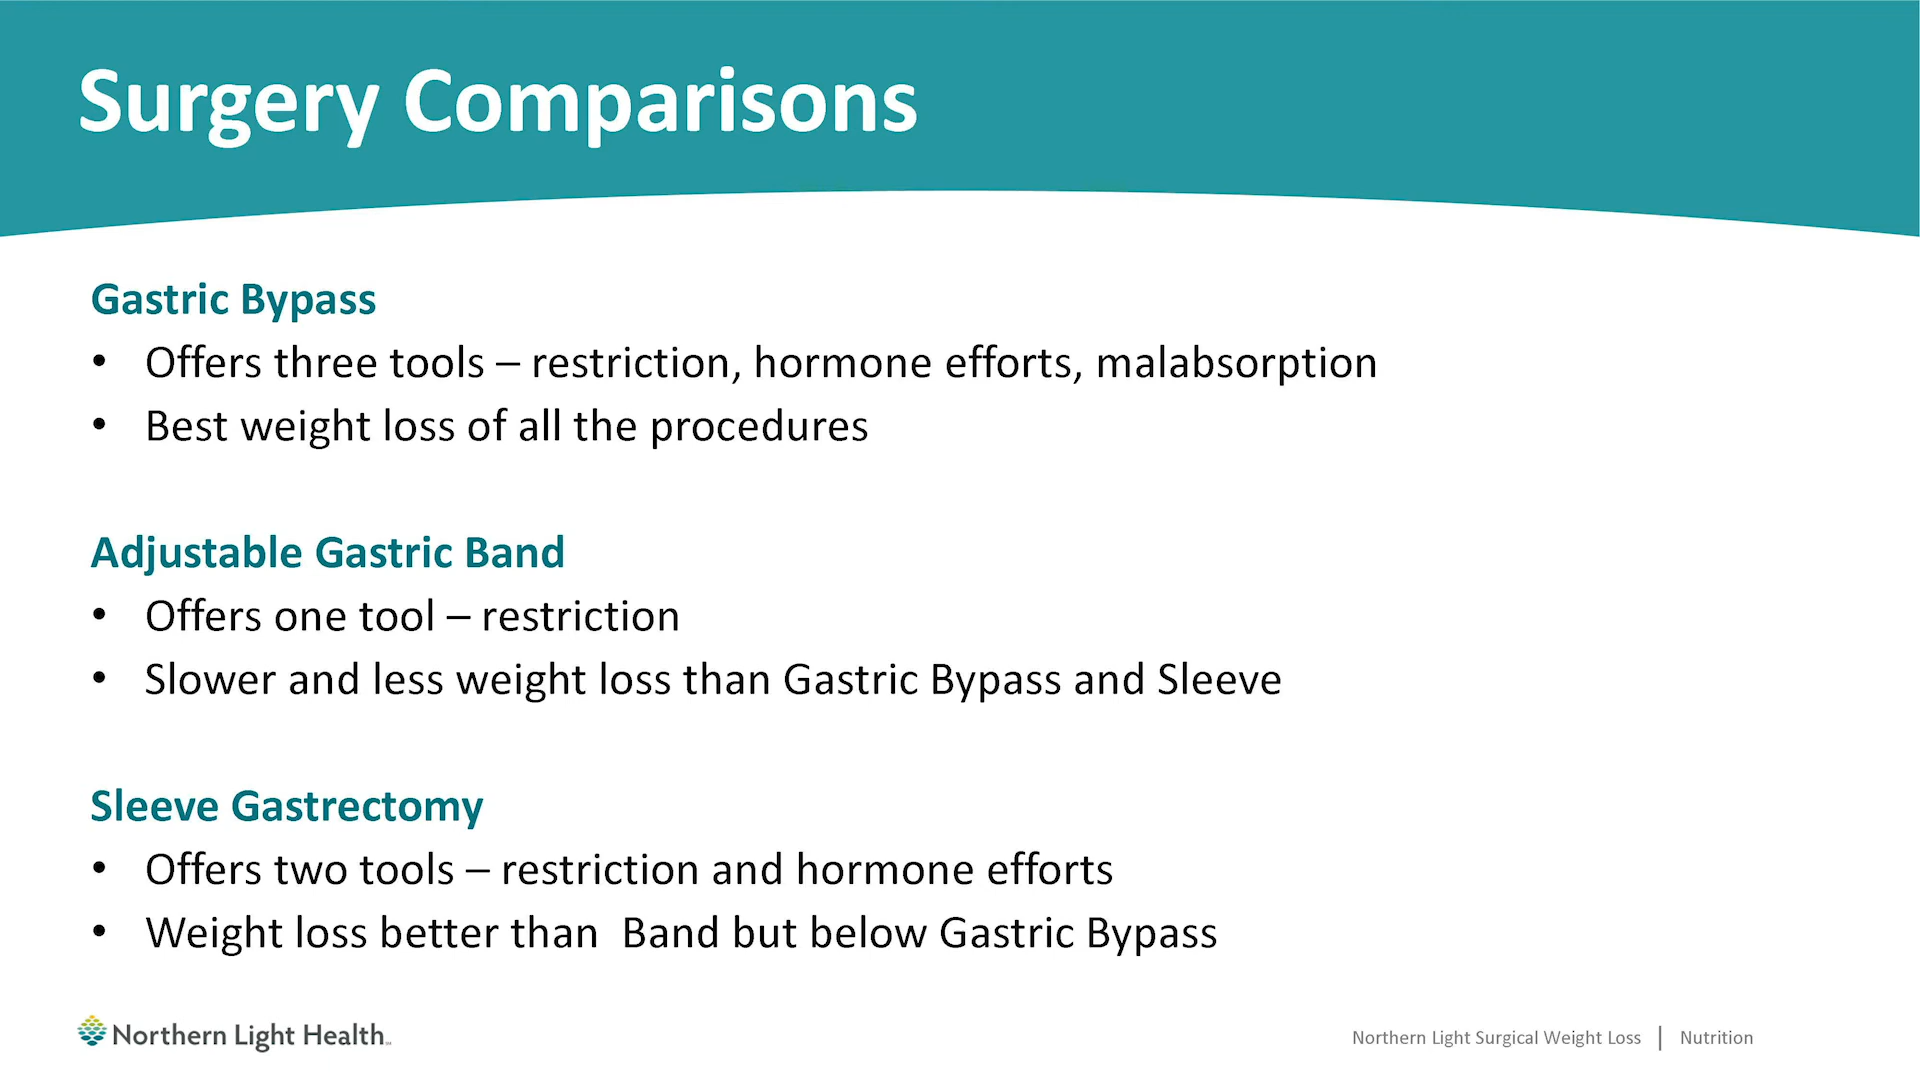 Surgery Comparisons
Gastric Bypass
• Offers three tools – restriction, hormone efforts, malabsorption
• Best weight loss of all the procedures
Adjustable Gastric Band
• Offers one tool – restriction
• Slower and less weight loss than Gastric Bypass and Sleeve
Sleeve Gastrectomy
• Offers two tools – restriction and hormone efforts
• Weight loss better than  Band but below Gastric Bypass
Northern Light Health
Northern Light Surgical Weight Loss | Nutrition